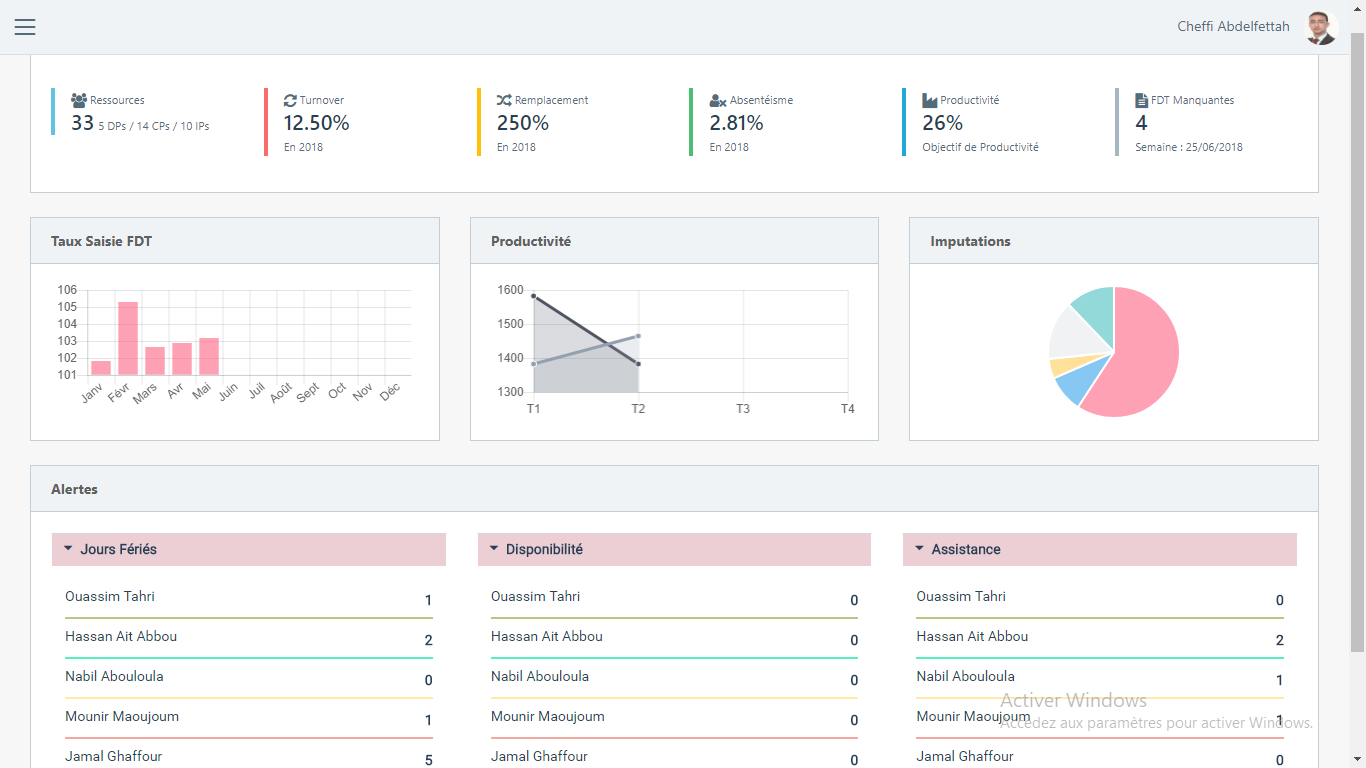 Cheffi Abdelfettah
Ressources
33 5 DPs / 14 CPs / 10 IPs
Turnover
12.50%
En 2018
Remplacement
250%
En 2018
Absentéisme
2.81%
En 2018
Productivité
26%
Objectif de Productivité
FDT Manquantes
4
Semaine : 25/06/2018
Taux Saisie FDT
106
105
104
103
102
101
Janv
Févr
Mars
Avr
Mai
Juin
Juil
Août
Sept
Oct
Nov
Déc
Productivité
1600
1500
1400
1300
T1
T2
T3
T4
Imputations
Alertes
Jours Fériés
Ouassim Tahri 1
Hassan Ait Abbou 2
Nabil Abouloula 0
Mounir Maoujoum 1
Jamal Ghaffour 5
Disponibilité
Ouassim Tahri 0
Hassan Ait Abbou 0
Nabil Abouloula 0
Mounir Maoujoum 0
Jamal Ghaffour 0
Assistance
Ouassim Tahri 0
Hassan Ait Abbou 2
Nabil Abouloula 1
Mounir Maoujoum 1
Jamal Ghaffour 0
Activer Windows
Accédez aux paramètres pour activer Windows.